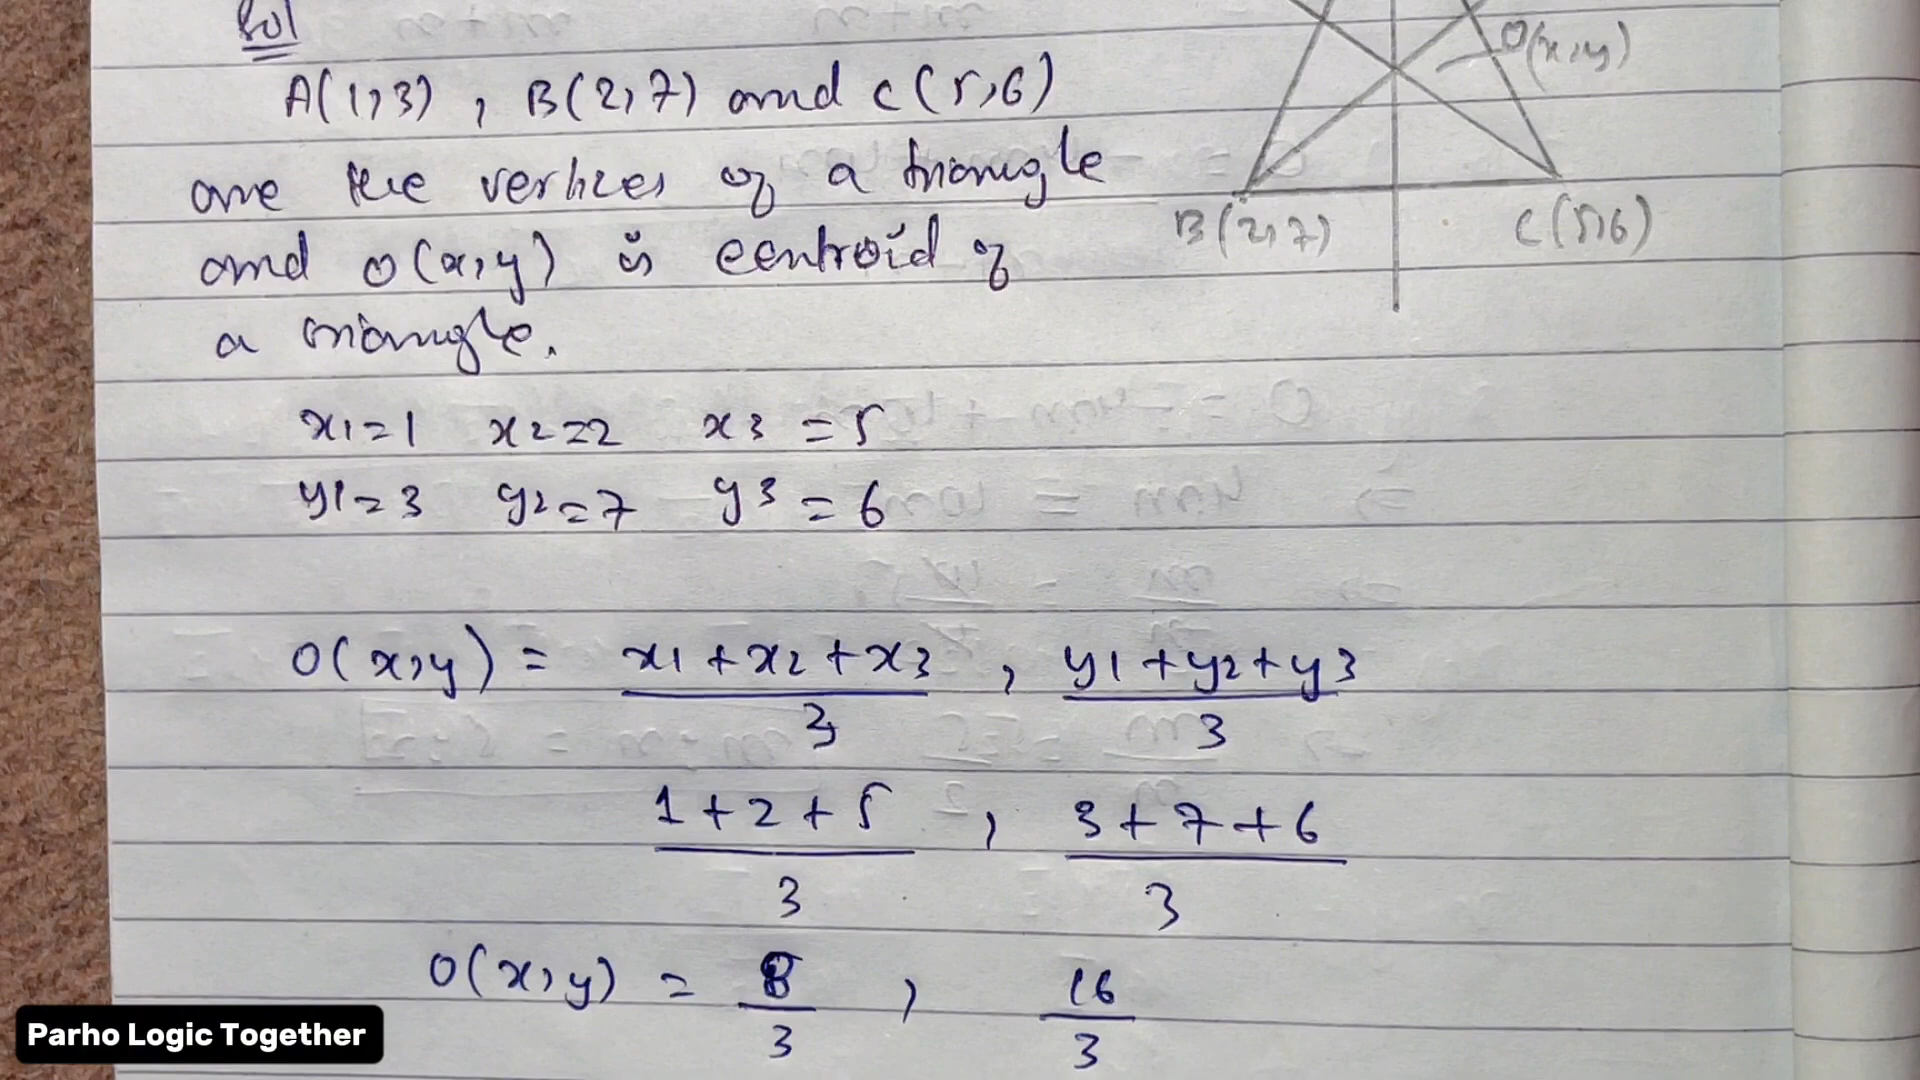 Sol
A(1,3), B(2,7) and C(5,6)
are the vertices of a triangle
and O(x,y) is centroid of
a triangle.
O(x,y)
B(2,7) C(5,6)
x1=1 x2=2 x3=5
y1=3 y2=7 y3=6
O(x,y) = x1+x2+x3 , y1+y2+y3
3 3
1+2+5 , 3+7+6
3 3
O(x,y) = 8 , 16
3 3
Parho Logic Together